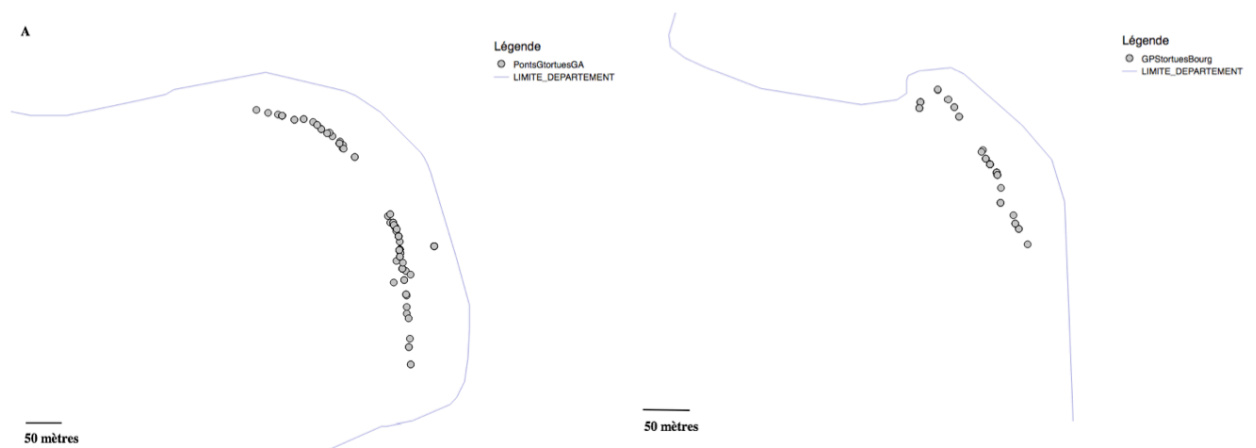 A
Légende
PontsGtortuesGA
LIMITE_DEPARTEMENT
50 mètres
Légende
GPStortuesBourg
LIMITE_DEPARTEMENT
50 mètres